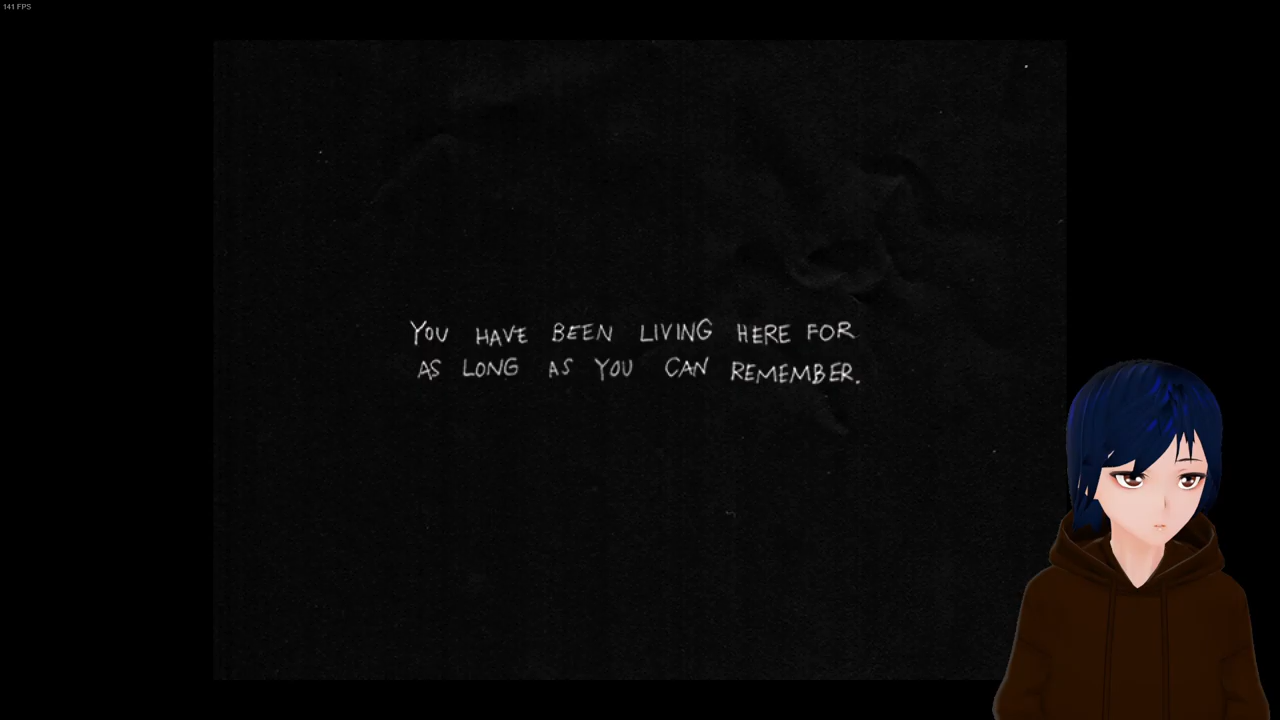 141 FPS
YOU HAVE BEEN LIVING HERE FOR
AS LONG AS YOU CAN REMEMBER.